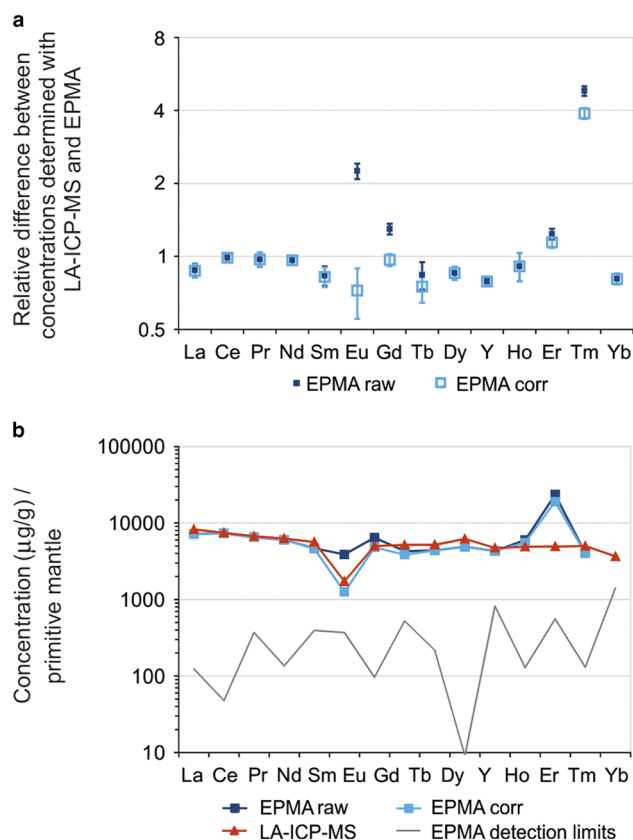 a
Relative difference between
concentrations determined with
LA-ICP-MS and EPMA
8
4
2
1
0.5
La Ce Pr Nd Sm Eu Gd Tb Dy Y Ho Er Tm Yb
EPMA raw EPMA corr
b
Concentration (µg/g) /
primitive mantle
100000
10000
1000
100
10
La Ce Pr Nd Sm Eu Gd Tb Dy Y Ho Er Tm Yb
EPMA raw EPMA corr
LA-ICP-MS EPMA detection limits